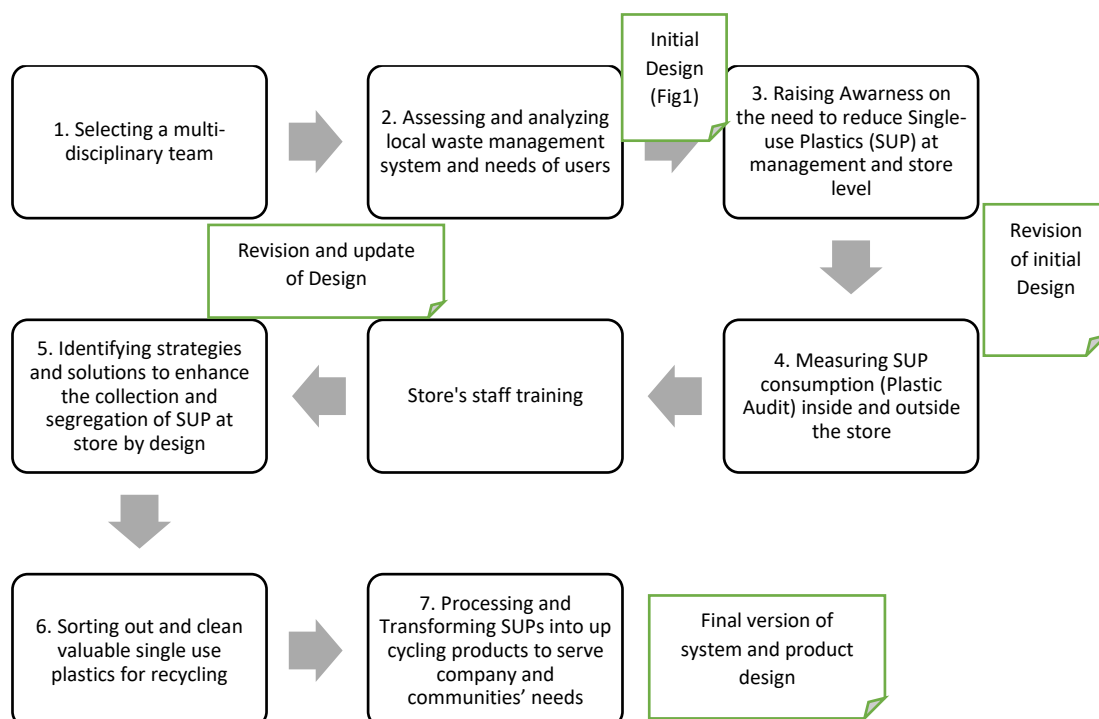 1. Selecting a multi-
disciplinary team
2. Assessing and analyzing
local waste management
system and needs of users
Initial
Design
(Fig1)
3. Raising Awarness on
the need to reduce Single-
use Plastics (SUP) at
management and store
level
Revision
of initial
Design
4. Measuring SUP
consumption (Plastic
Audit) inside and outside
the store
Store's staff training
Revision and update
of Design
5. Identifying strategies
and solutions to enhance
the collection and
segregation of SUP at
store by design
6. Sorting out and clean
valuable single use
plastics for recycling
7. Processing and
Transforming SUPs into up
cycling products to serve
company and
communities’ needs
Final version of
system and product
design